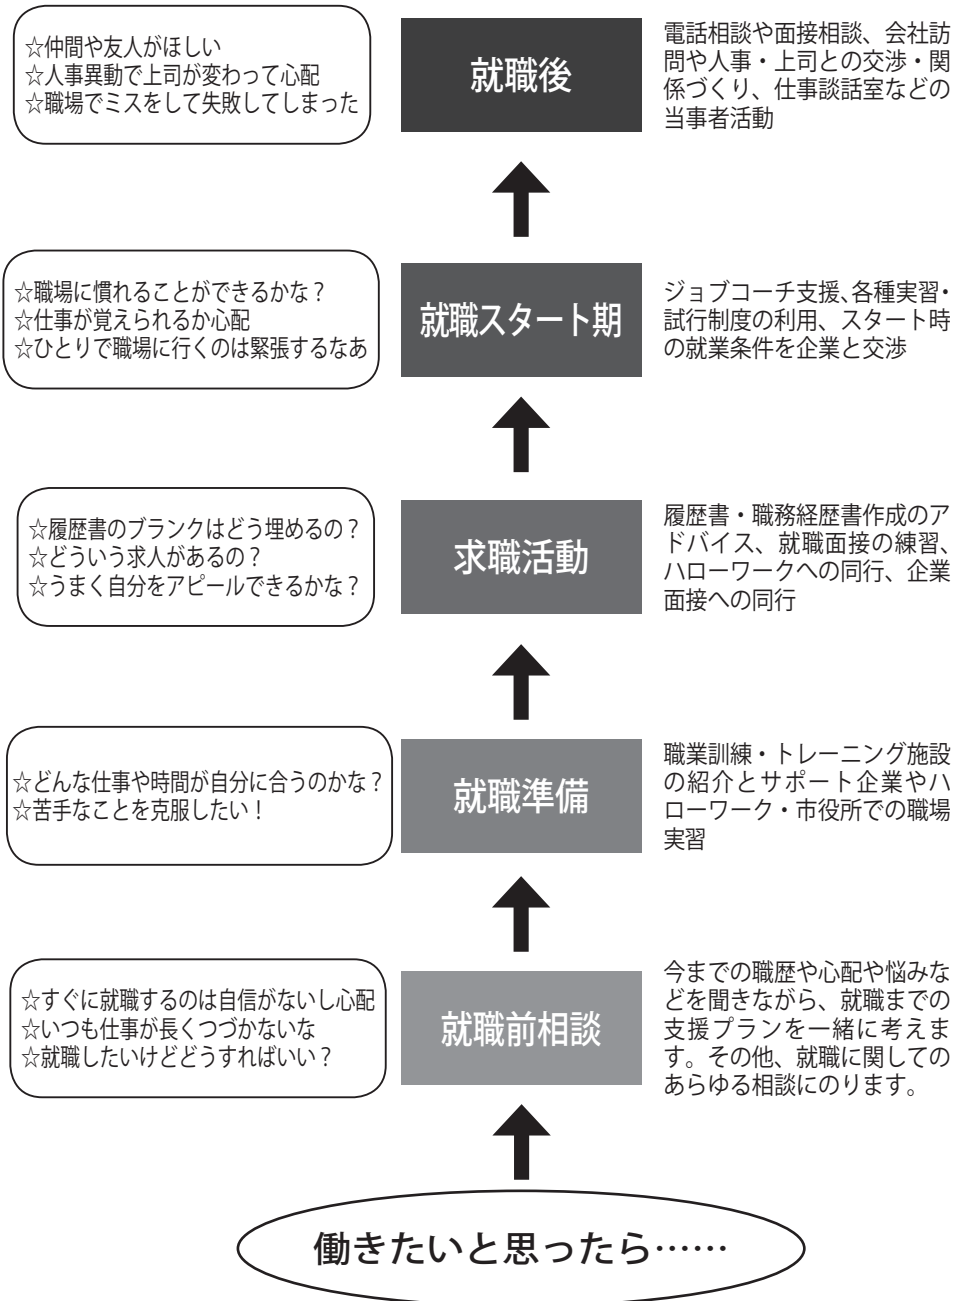 ☆仲間や友人がほしい
☆人事異動で上司が変わって心配
☆職場でミスをして失敗してしまった
就職後
電話相談や面接相談、会社訪
問や人事・上司との交渉・関
係づくり、仕事談話室などの
当事者活動
☆職場に慣れることができるかな？
☆仕事が覚えられるか心配
☆ひとりで職場に行くのは緊張するなあ
就職スタート期
ジョブコーチ支援、各種実習・
試行制度の利用、スタート時
の就業条件を企業と交渉
☆履歴書のブランクはどう埋めるの？
☆どういう求人があるの？
☆うまく自分をアピールできるかな？
求職活動
履歴書・職務経歴書作成のア
ドバイス、就職面接の練習、
ハローワークへの同行、企業
面接への同行
☆どんな仕事や時間が自分に合うのかな？
☆苦手なことを克服したい！
就職準備
職業訓練・トレーニング施設
の紹介とサポート企業やハ
ローワーク・市役所での職場
実習
☆すぐに就職するのは自信がないし心配
☆いつも仕事が長くつづかないな
☆就職したいけどどうすればいい？
就職前相談
今までの職歴や心配や悩みな
どを聞きながら、就職までの
支援プランを一緒に考えま
す。その他、就職に関しての
あらゆる相談にのります。
働きたいと思ったら……